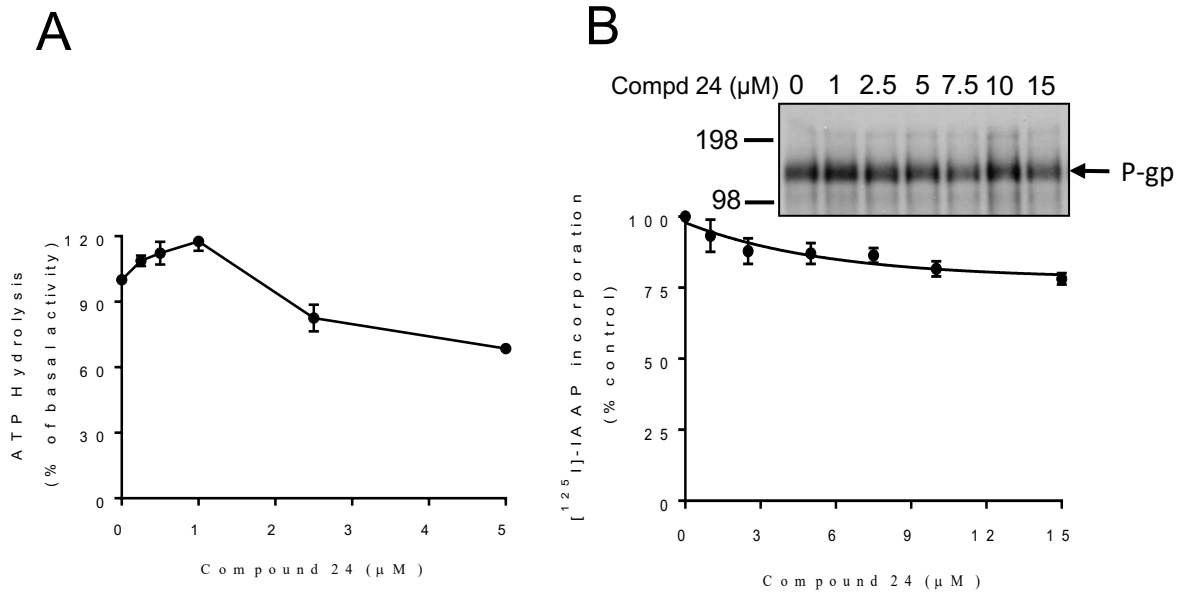 A
ATP Hydrolysis
(% of basal activity)
120
90
60
30
0
0 1 2 3 4 5
Compound 24 (μM)
B
Compd 24 (μM) 0 1 2.5 5 7.5 10 15
198
P-gp
98
[125I]-IAAP incorporation
(% control)
100
75
50
25
0
0 3 6 9 12 15
Compound 24 (μM)